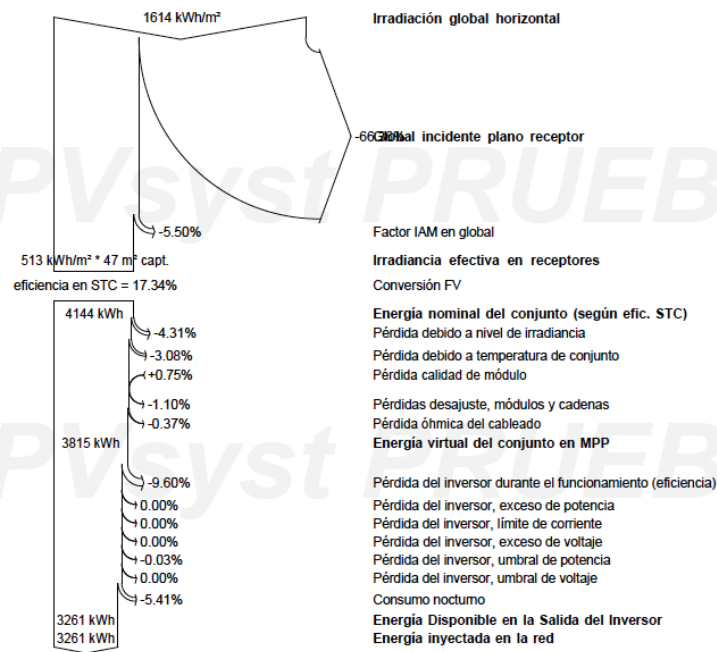 1614 kWh/m² Irradiación global horizontal
-66.38% Global incidente plano receptor
-5.50% Factor IAM en global
513 kWh/m² * 47 m² capt. Irradiancia efectiva en receptores
eficiencia en STC = 17.34% Conversión FV
4144 kWh Energía nominal del conjunto (según efic. STC)
-4.31% Pérdida debido a nivel de irradiancia
-3.08% Pérdida debido a temperatura de conjunto
+0.75% Pérdida calidad de módulo
-1.10% Pérdidas desajuste, módulos y cadenas
-0.37% Pérdida óhmica del cableado
3815 kWh Energía virtual del conjunto en MPP
-9.60% Pérdida del inversor durante el funcionamiento (eficiencia)
0.00% Pérdida del inversor, exceso de potencia
0.00% Pérdida del inversor, límite de corriente
0.00% Pérdida del inversor, exceso de voltaje
-0.03% Pérdida del inversor, umbral de potencia
0.00% Pérdida del inversor, umbral de voltaje
-5.41% Consumo nocturno
3261 kWh Energía Disponible en la Salida del Inversor
3261 kWh Energía inyectada en la red
PVsyst PRUEB
PVsyst PRUEB